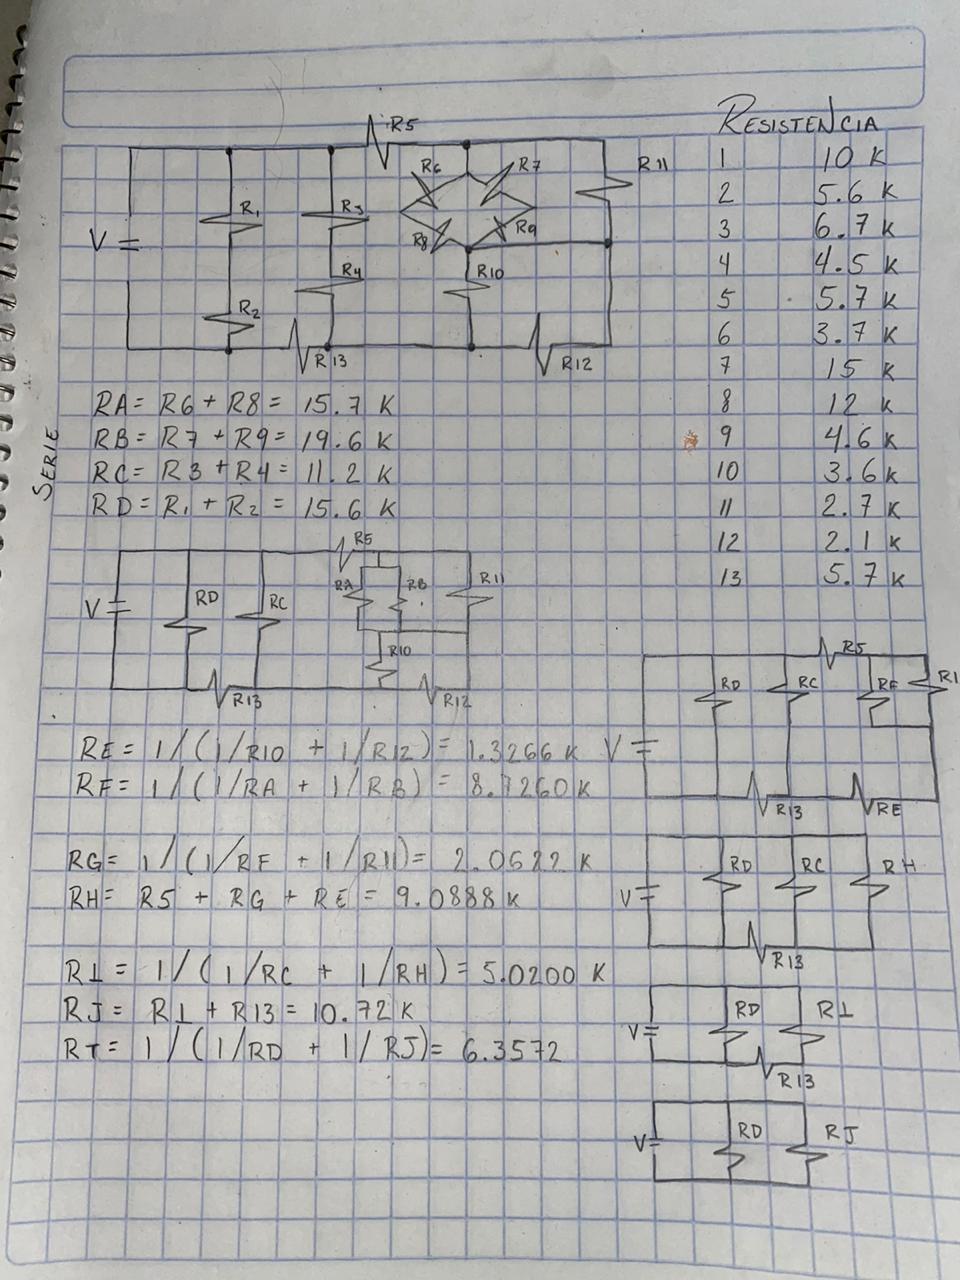 RESISTENCIA
1 10 K
2 5.6 K
3 6.7 K
4 4.5 K
5 5.7 K
6 3.7 K
7 15 K
8 12 K
9 4.6 K
10 3.6 K
11 2.7 K
12 2.1 K
13 5.7 K
R5
R6 R7 R11
V R1 R3 R8 R9
R4 R10
R2
R13 R12
SERIE
RA= R6 + R8 = 15.7 K
RB= R7 + R9= 19.6 K
RC= R3 + R4 = 11.2 K
RD= R1 + R2 = 15.6 K
R5
V RD RC RA RB R11
R10
R13 R12
RE = 1/(1/R10 + 1/R12) = 1.3266 K
RF= 1/(1/RA + 1/RB) = 8.7260K
R5
V RD RC RF
R13 RE
RG= 1/(1/RF + 1/R11)= 2.0622 K
RH= R5 + RG + RE = 9.0888 K
V RD RC RH
R13
RI = 1/(1/RC + 1/RH) = 5.0200 K
RJ= RI + R13 = 10.72 K
RT= 1/(1/RD + 1/RJ)= 6.3572
V RD RI
R13
V RD RJ